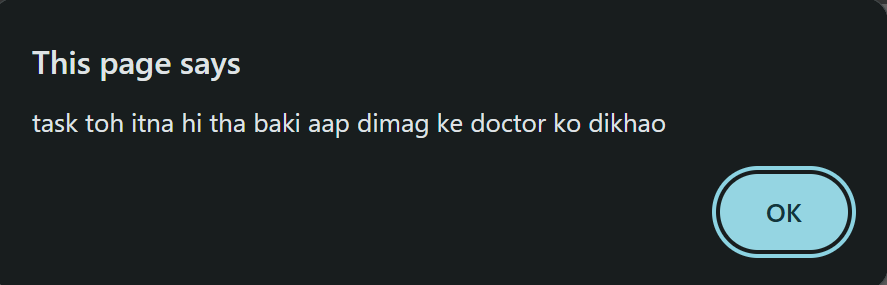 This page says
task toh itna hi tha baki aap dimag ke doctor ko dikhao
OK